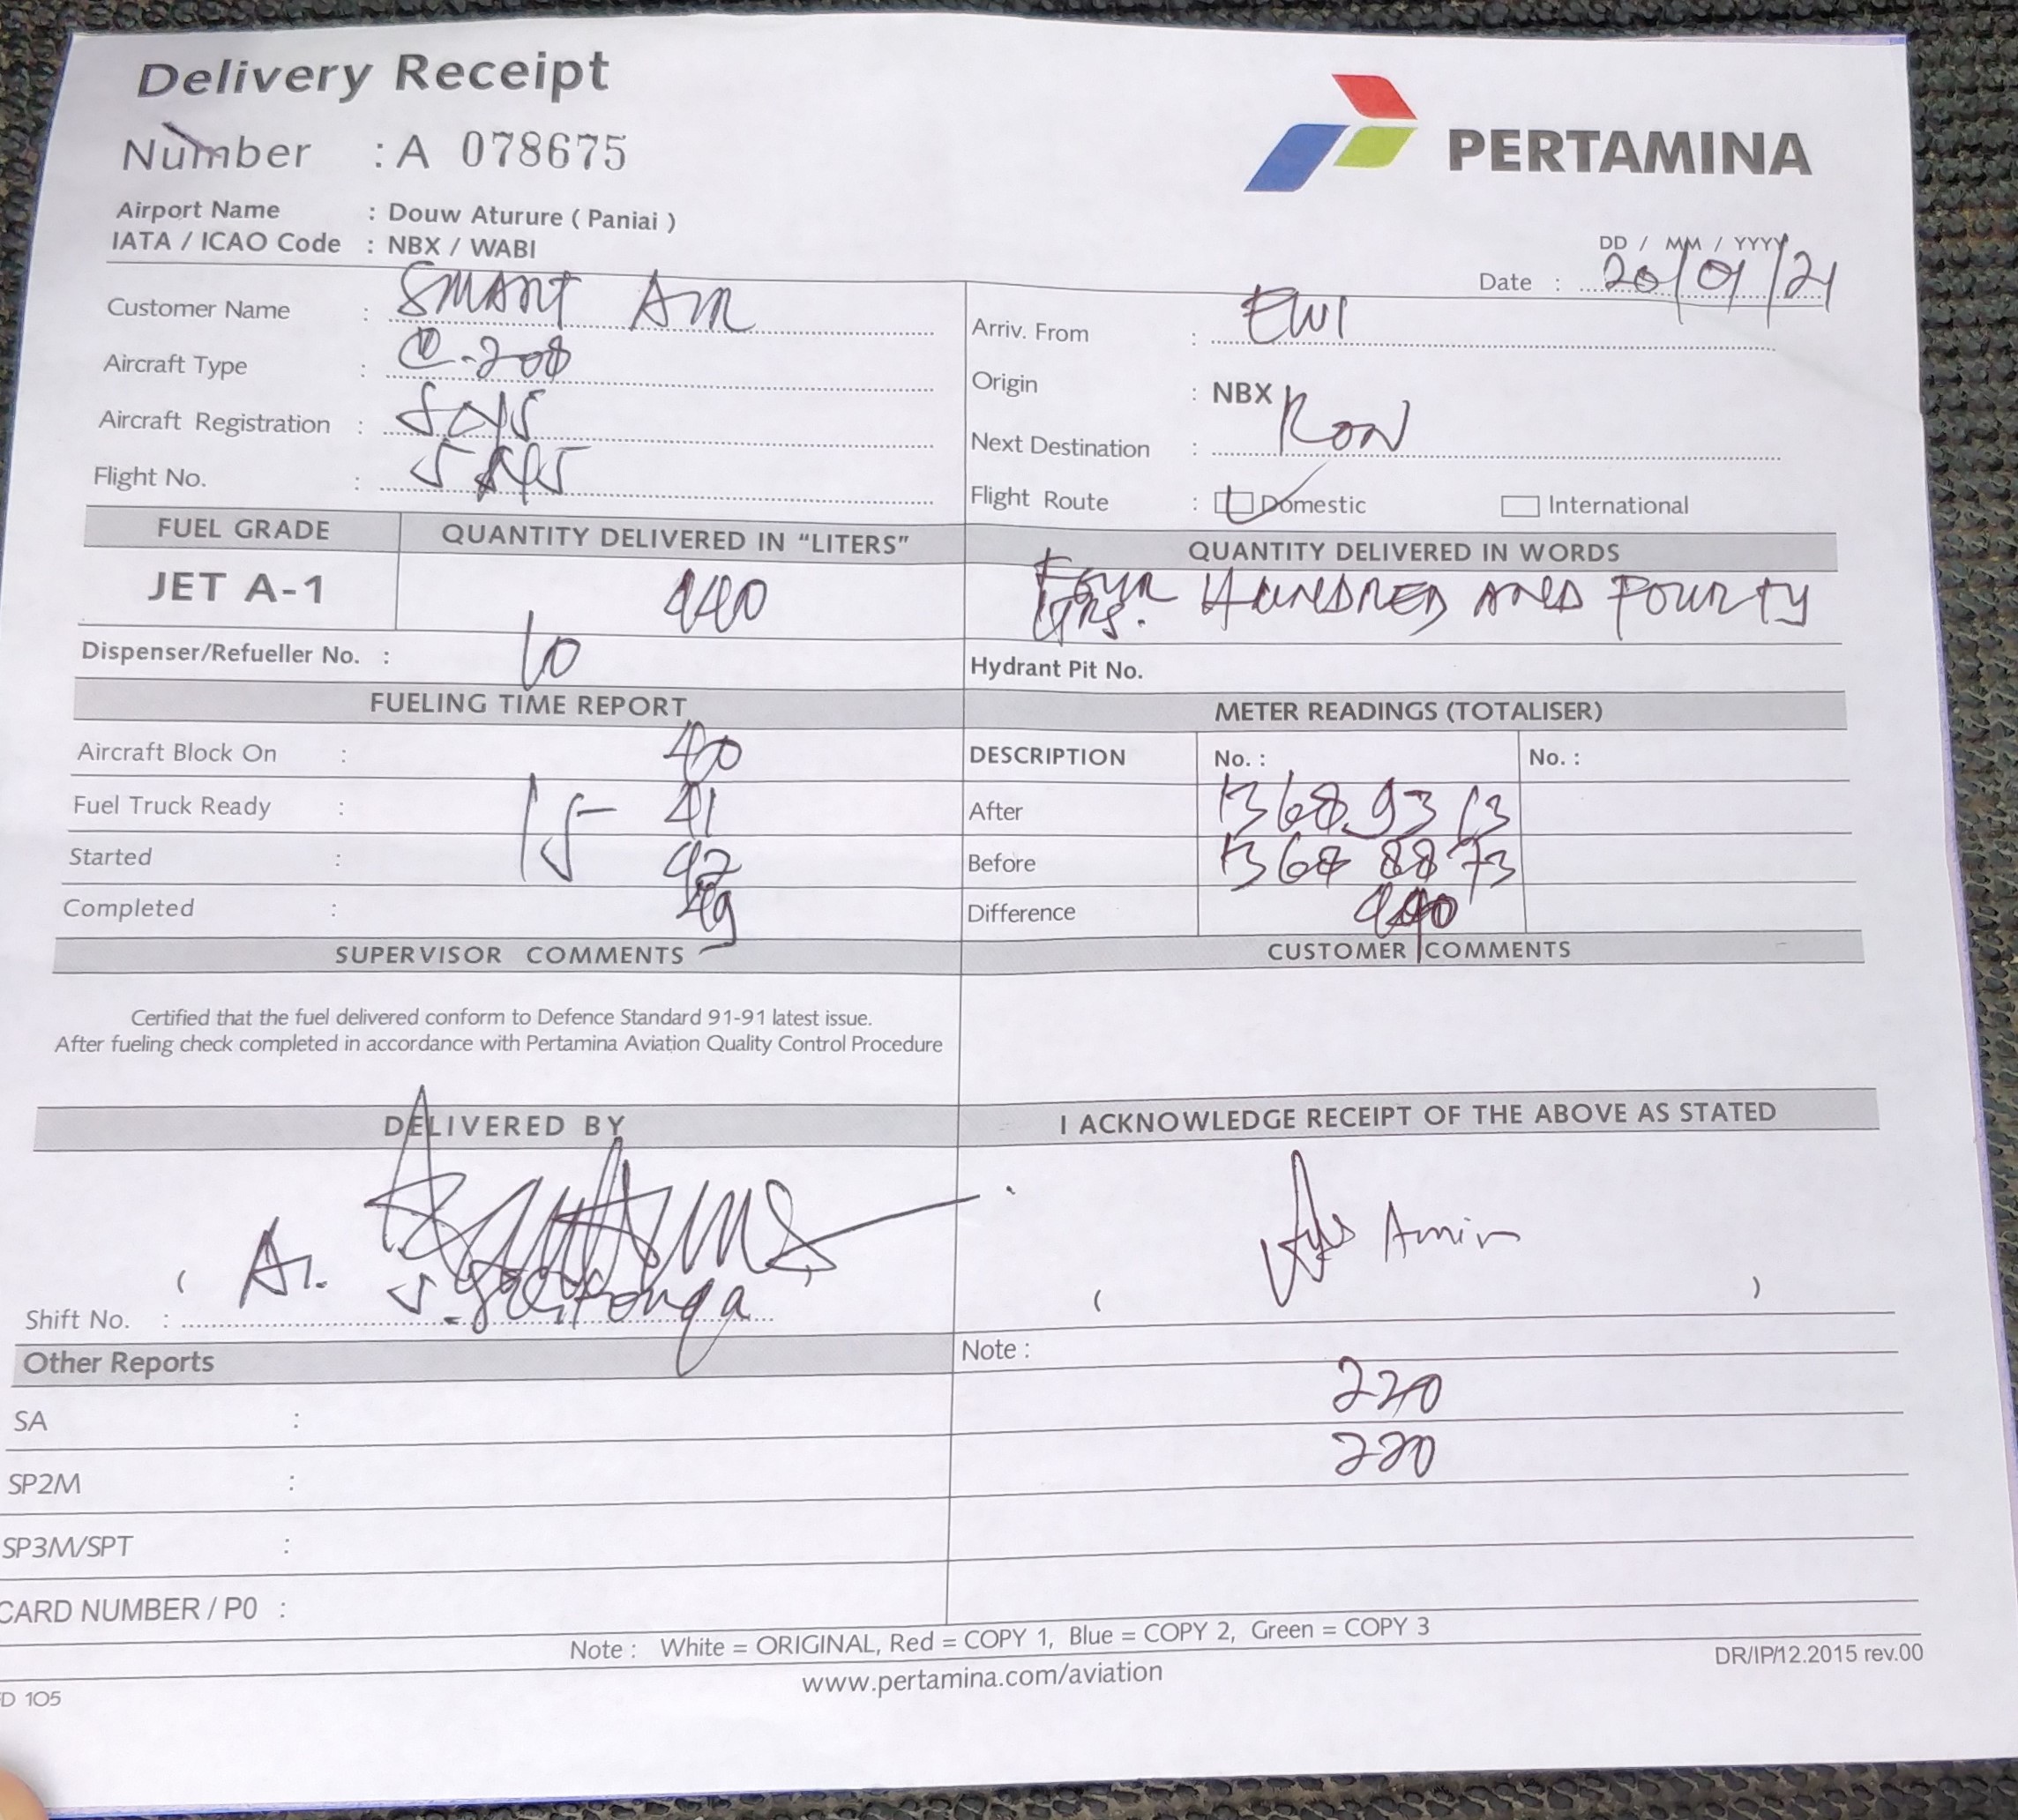 Delivery Receipt
Number : A 078675
PERTAMINA
Airport Name : Douw Aturure ( Paniai )
IATA / ICAO Code : NBX / WABI
DD / MM / YYYY
Date : 20/01/21
Customer Name : SMART AIR
Aircraft Type : C-208
Aircraft Registration :
Flight No. :
Arriv. From : EWI
Origin : NBX
Next Destination : RON
Flight Route : Domestic International
FUEL GRADE QUANTITY DELIVERED IN "LITERS" QUANTITY DELIVERED IN WORDS
JET A-1 440 FOUR HUNDRED AND FOURTY
LTRS.
Dispenser/Refueller No. : 10 Hydrant Pit No.
FUELING TIME REPORT METER READINGS (TOTALISER)
Aircraft Block On : 40 DESCRIPTION No. : No. :
Fuel Truck Ready : 15 41 After 13689313
Started : 42 Before 13688873
Completed : 49 Difference 440
SUPERVISOR COMMENTS CUSTOMER COMMENTS
Certified that the fuel delivered conform to Defence Standard 91-91 latest issue.
After fueling check completed in accordance with Pertamina Aviation Quality Control Procedure
DELIVERED BY I ACKNOWLEDGE RECEIPT OF THE ABOVE AS STATED
Amir
( )
Shift No. :
Other Reports Note :
220
SA :
220
SP2M :
SP3M/SPT :
CARD NUMBER / P0 :
Note : White = ORIGINAL, Red = COPY 1, Blue = COPY 2, Green = COPY 3
www.pertamina.com/aviation
DR/IP/12.2015 rev.00
D 105